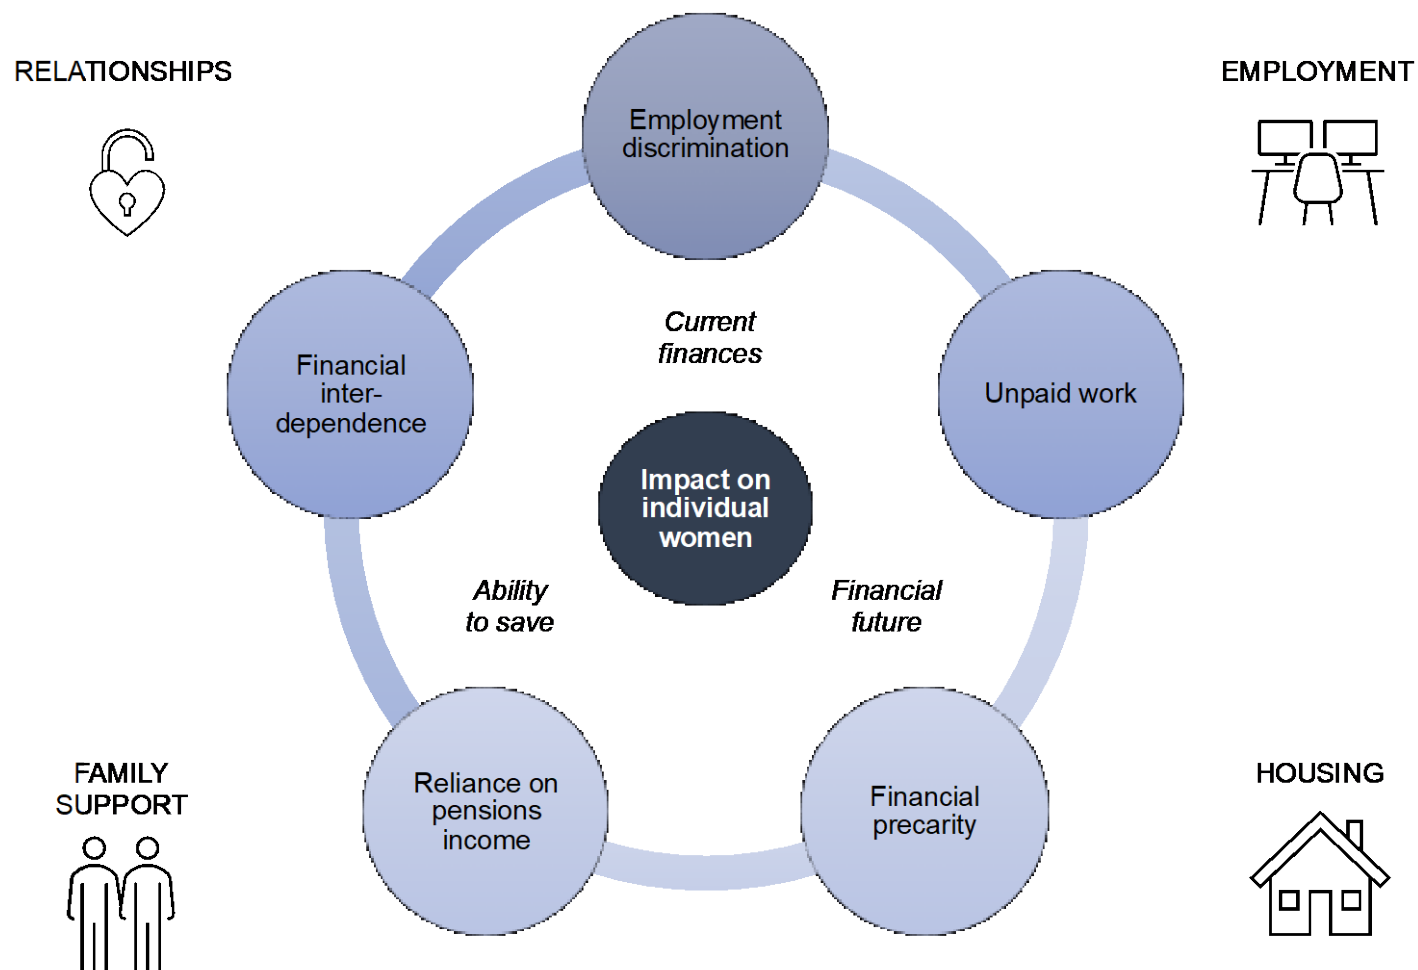 RELATIONSHIPS
EMPLOYMENT
Employment
discrimination
Financial
inter-
dependence
Unpaid work
Current
finances
Impact on
individual
women
Ability
to save
Financial
future
Reliance on
pensions
income
Financial
precarity
FAMILY
SUPPORT
HOUSING